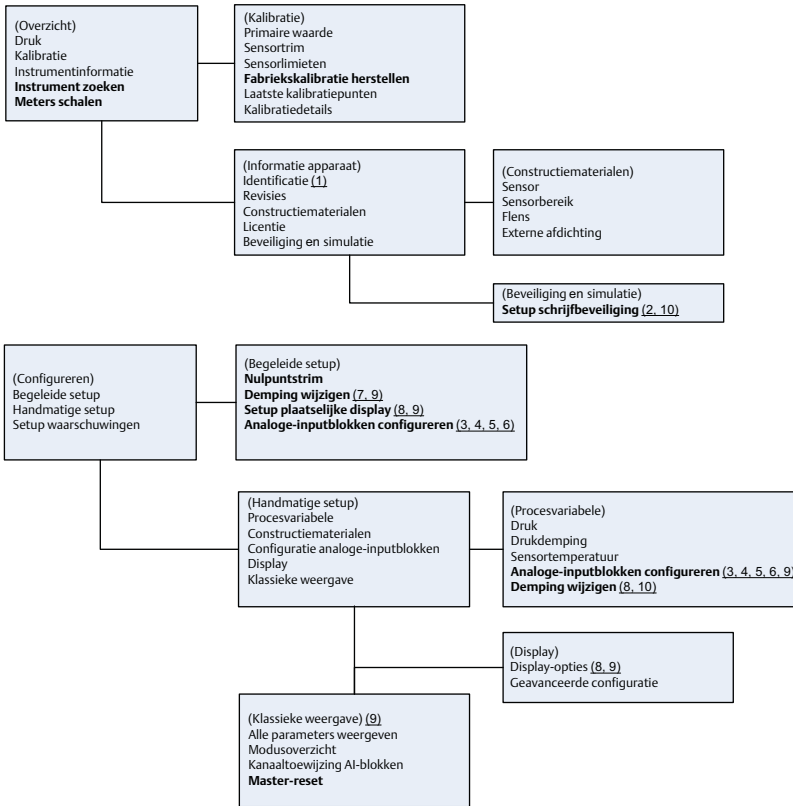 (Overzicht)
Druk
Kalibratie
Instrumentinformatie
Instrument zoeken
Meters schalen
(Kalibratie)
Primaire waarde
Sensortrim
Sensorlimieten
Fabriekskalibratie herstellen
Laatste kalibratiepunten
Kalibratiedetails
(Informatie apparaat)
Identificatie (1)
Revisies
Constructiematerialen
Licentie
Beveiliging en simulatie
(Constructiematerialen)
Sensor
Sensorbereik
Flens
Externe afdichting
(Beveiliging en simulatie)
Setup schrijfbeveiliging (2, 10)
(Configureren)
Begeleide setup
Handmatige setup
Setup waarschuwingen
(Begeleide setup)
Nulpuntstrim
Demping wijzigen (7, 9)
Setup plaatselijke display (8, 9)
Analoge-inputblokken configureren (3, 4, 5, 6)
(Handmatige setup)
Procesvariabele
Constructiematerialen
Configuratie analoge-inputblokken
Display
Klassieke weergave
(Procesvariabele)
Druk
Drukdemping
Sensortemperatuur
Analoge-inputblokken configureren (3, 4, 5, 6, 9)
Demping wijzigen (8, 10)
(Display)
Display-opties (8, 9)
Geavanceerde configuratie
(Klassieke weergave) (9)
Alle parameters weergeven
Modusoverzicht
Kanaaltoewijzing AI-blokken
Master-reset